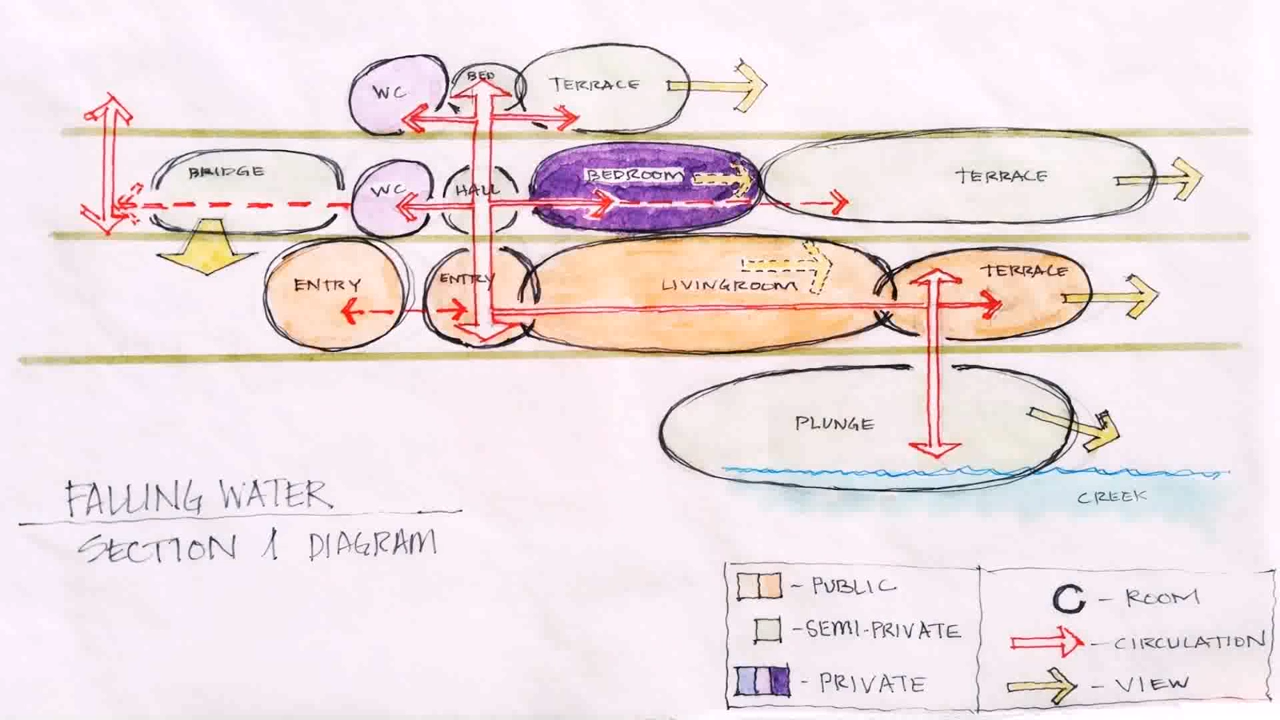 WC
BED
TERRACE
BRIDGE
WC
HALL
BEDROOM
TERRACE
ENTRY
ENTRY
LIVINGROOM
TERRACE
PLUNGE
CREEK
FALLING WATER
SECTION 1 DIAGRAM
- PUBLIC
- SEMI-PRIVATE
- PRIVATE
- ROOM
- CIRCULATION
- VIEW